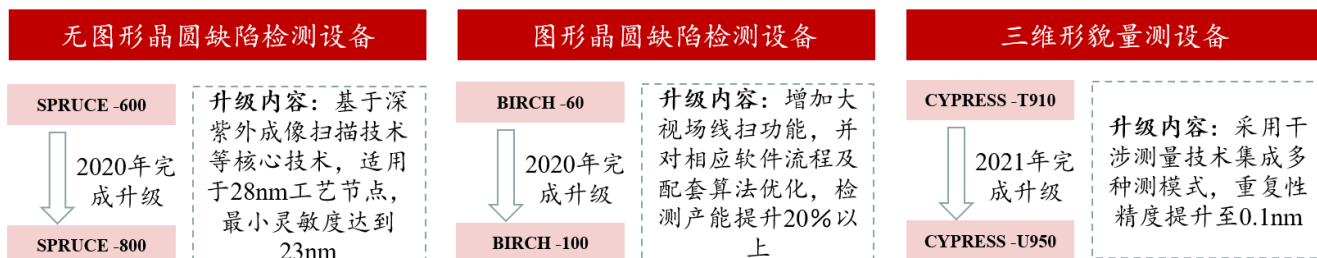 无图形晶圆缺陷检测设备
SPRUCE -600
2020年完
成升级
SPRUCE -800
升级内容：基于深
紫外成像扫描技术
等核心技术，适用
于28nm工艺节点，
最小灵敏度达到
23nm
图形晶圆缺陷检测设备
BIRCH -60
2020年完
成升级
BIRCH -100
升级内容：增加大
视场线扫功能，并
对相应软件流程及
配套算法优化，检
测产能提升20%以
上
三维形貌量测设备
CYPRESS -T910
2021年完
成升级
CYPRESS -U950
升级内容：采用干
涉测量技术集成多
种测模式，重复性
精度提升至0.1nm